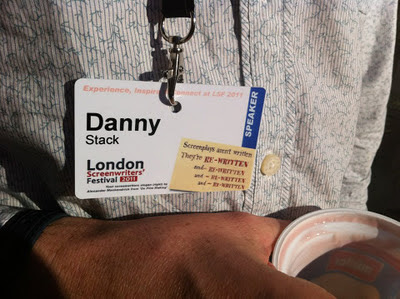 Experience, Inspire, Connect at LSF 2011
SPEAKER
Danny
Stack
London
Screenwriters'
Festival 2011
Screenplays aren't written
They're RE-WRITTEN
and - RE-WRITTEN
and - RE-WRITTEN
and - RE-WRITTEN